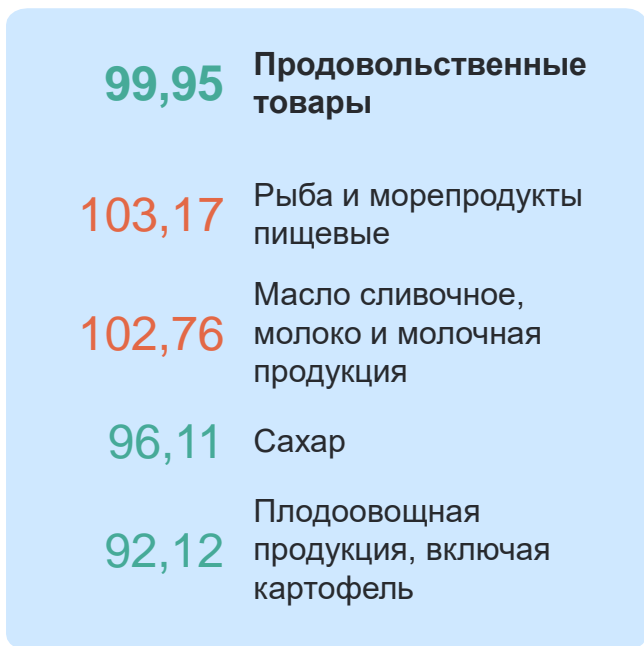 99,95 Продовольственные
товары
103,17 Рыба и морепродукты
пищевые
102,76 Масло сливочное,
молоко и молочная
продукция
96,11 Сахар
92,12 Плодоовощная
продукция, включая
картофель